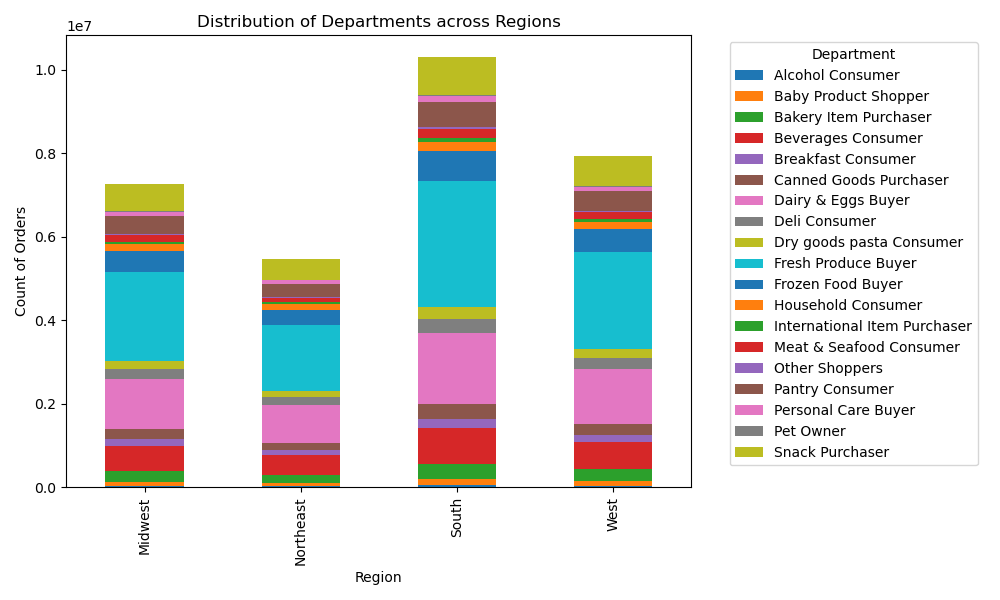 Distribution of Departments across Regions
1e7
1.0
0.8
0.6
0.4
0.2
0.0
Count of Orders
Midwest
Northeast
South
West
Region
Department
Alcohol Consumer
Baby Product Shopper
Bakery Item Purchaser
Beverages Consumer
Breakfast Consumer
Canned Goods Purchaser
Dairy & Eggs Buyer
Deli Consumer
Dry goods pasta Consumer
Fresh Produce Buyer
Frozen Food Buyer
Household Consumer
International Item Purchaser
Meat & Seafood Consumer
Other Shoppers
Pantry Consumer
Personal Care Buyer
Pet Owner
Snack Purchaser